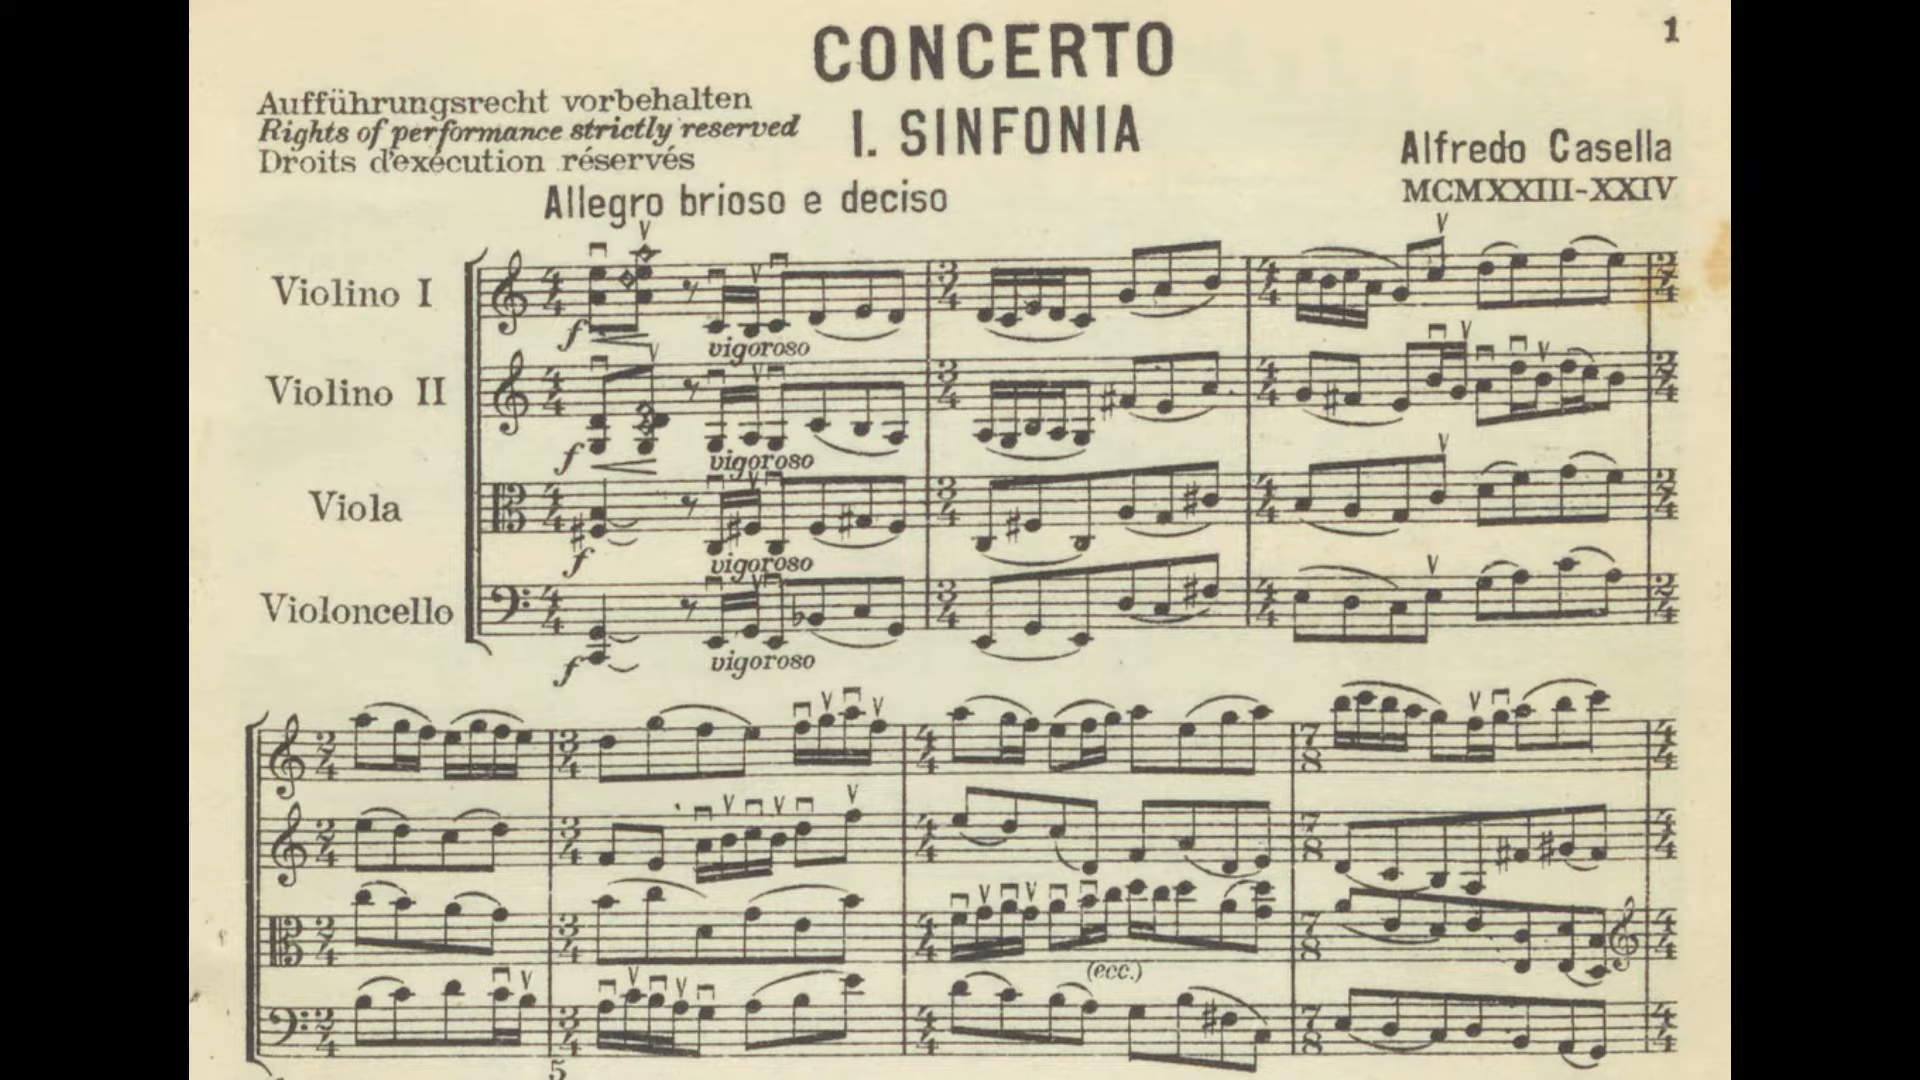 1
CONCERTO
Aufführungsrecht vorbehalten
Rights of performance strictly reserved
Droits d'exécution réservés
I. SINFONIA
Alfredo Casella
MCMXXIII-XXIV
Allegro brioso e deciso
Violino I
f
vigoroso
Violino II
f
vigoroso
Viola
f
vigoroso
Violoncello
f
vigoroso
(ecc.)
5